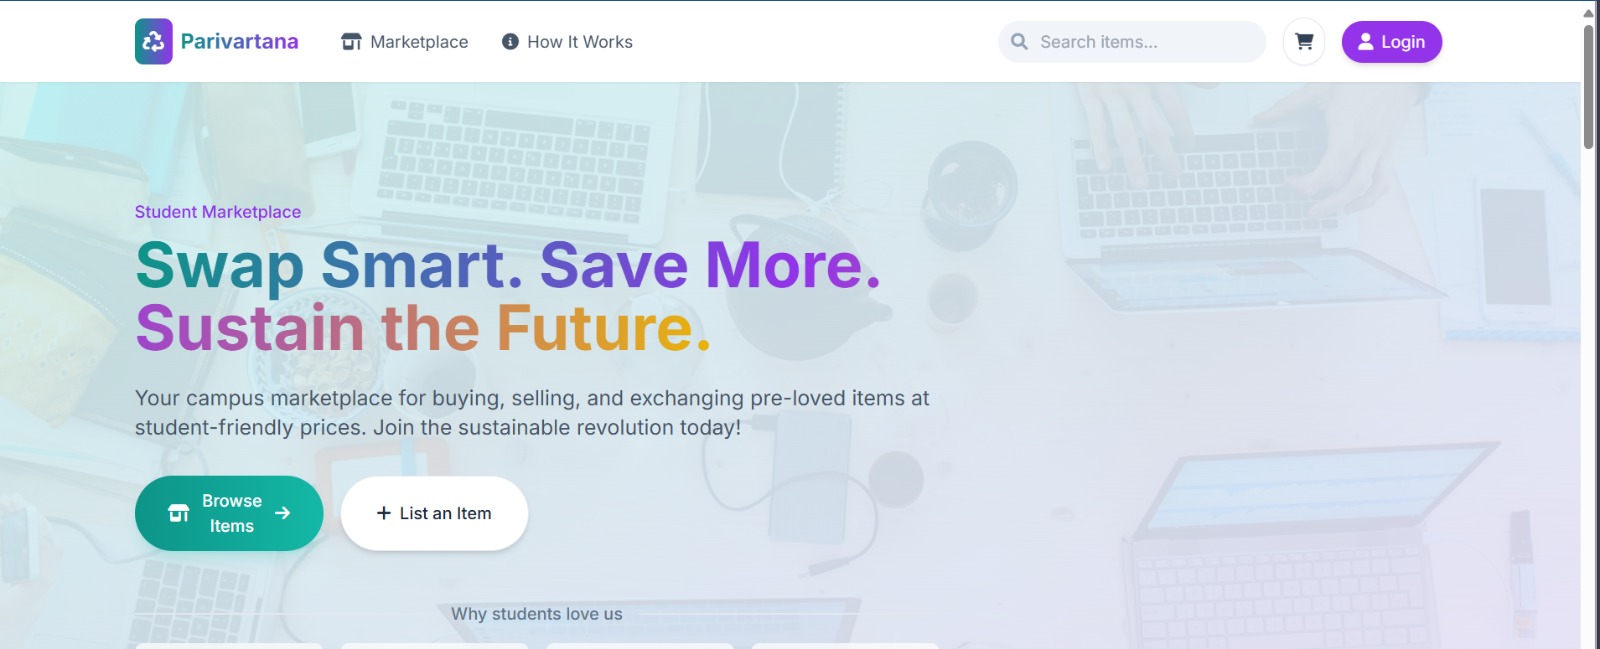 Parivartana
Marketplace
How It Works
Search items...
Login
Student Marketplace
Swap Smart. Save More.
Sustain the Future.
Your campus marketplace for buying, selling, and exchanging pre-loved items at
student-friendly prices. Join the sustainable revolution today!
Browse
Items
List an Item
Why students love us